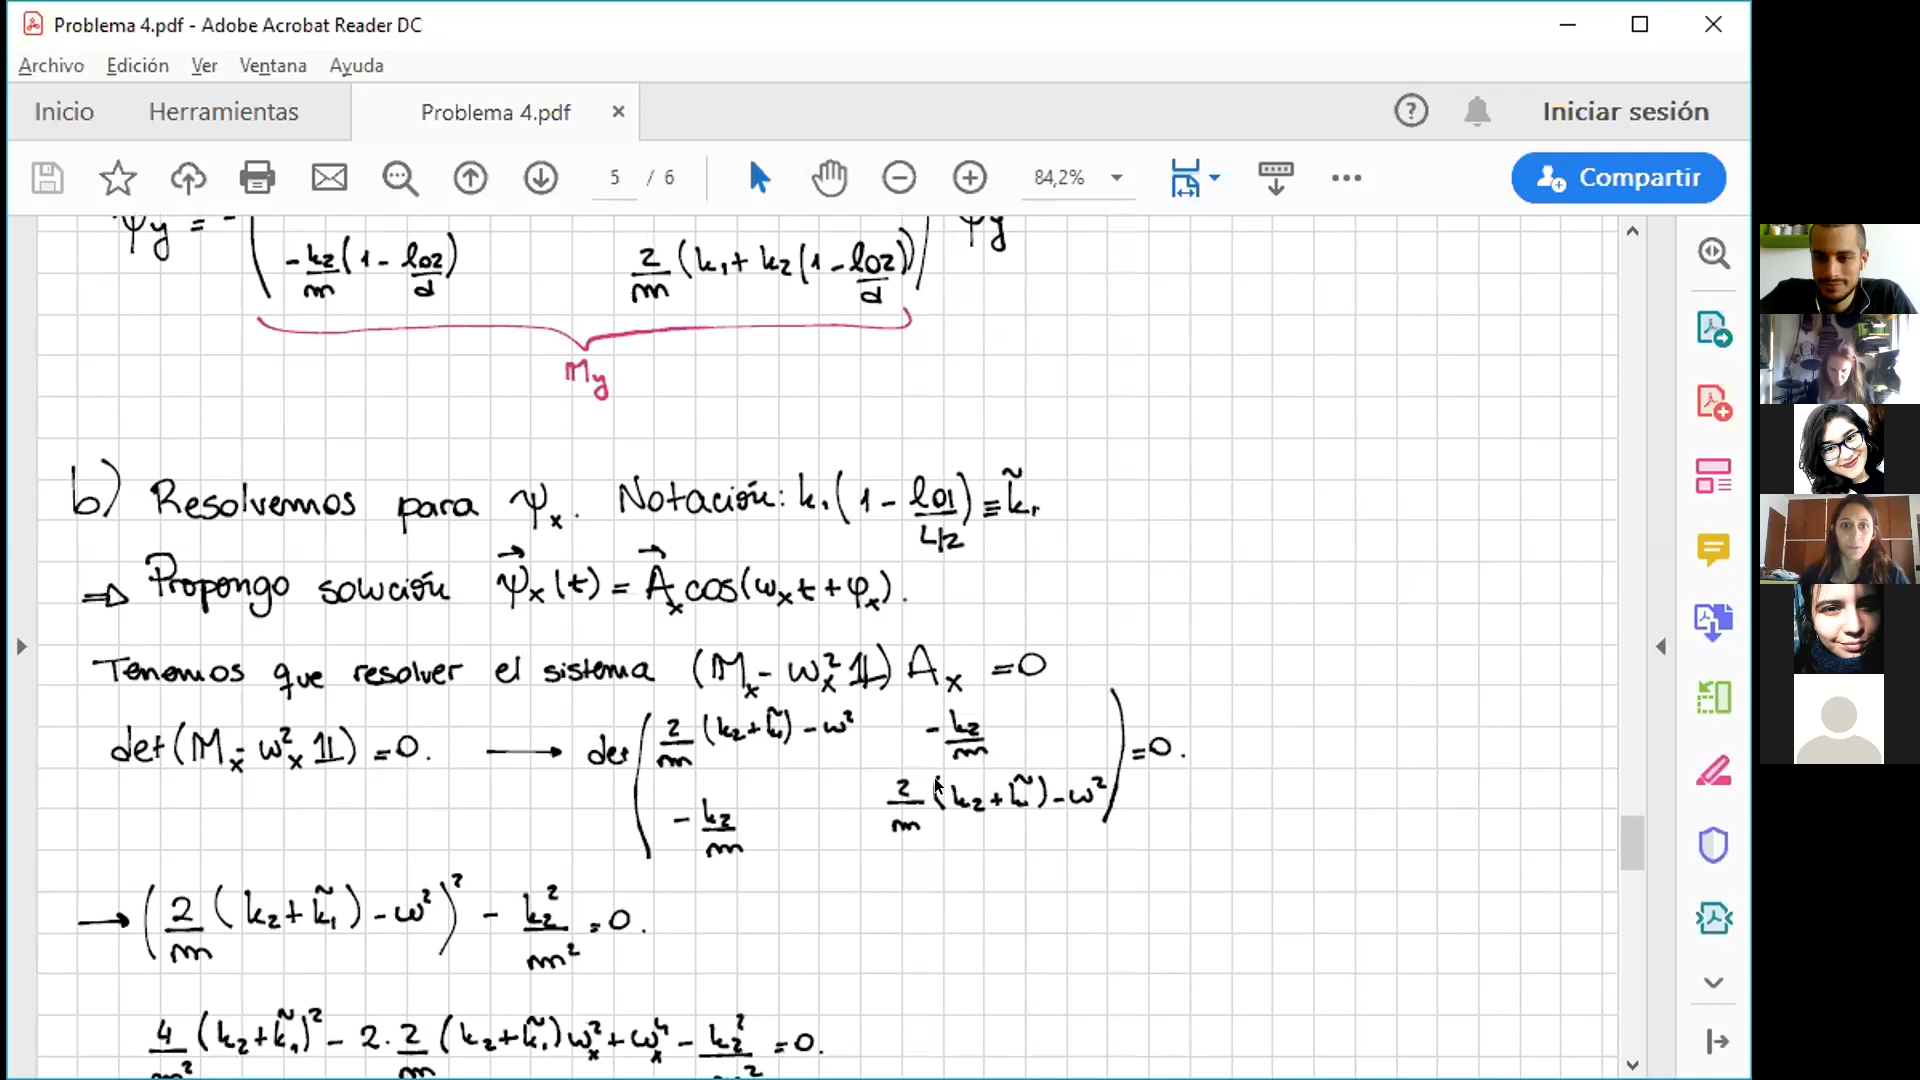 Problema 4.pdf - Adobe Acrobat Reader DC
Archivo Edición Ver Ventana Ayuda
Inicio Herramientas Problema 4.pdf × Iniciar sesión
5 / 6 84,2% Compartir
ψy = - ( -k2/m (1 - l02/d) 2/m (k1 + k2 (1 - l02/d)) ) ψy
My
b) Resolvemos para ψx. Notación: k1 (1 - l01/L/2) ≡ k̃1
⇒ Propongo solución ψ⃗x(t) = A⃗x cos(ωx t + φx).
Tenemos que resolver el sistema (Mx - ωx² 𝟙) Ax = 0
det(Mx - ωx² 𝟙) = 0. → det ( 2/m (k2 + k̃1) - ω² -k2/m
-k2/m 2/m (k2 + k̃1) - ω² ) = 0.
→ ( 2/m (k2 + k̃1) - ω² )² - k2²/m² = 0.
4/m² (k2 + k̃1)² - 2 · 2/m (k2 + k̃1) ωx² + ωx⁴ - k2²/m² = 0.